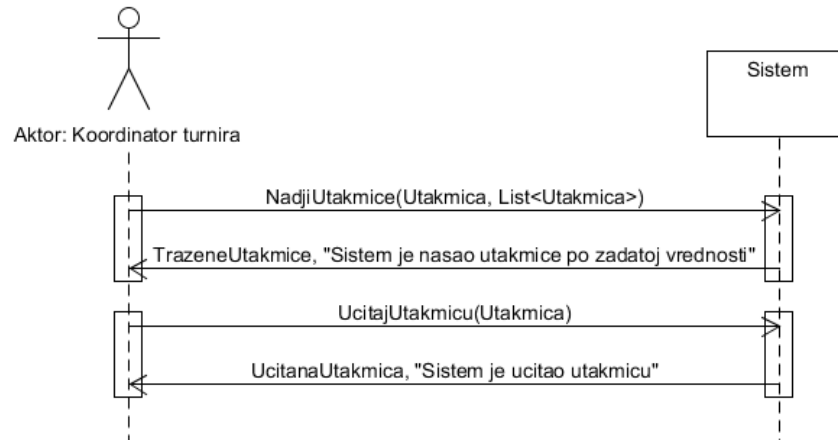 Sistem
Aktor: Koordinator turnira
NadjiUtakmice(Utakmica, List<Utakmica>)
TrazeneUtakmice, "Sistem je nasao utakmice po zadatoj vrednosti"
UcitajUtakmicu(Utakmica)
UcitanaUtakmica, "Sistem je ucitao utakmicu"